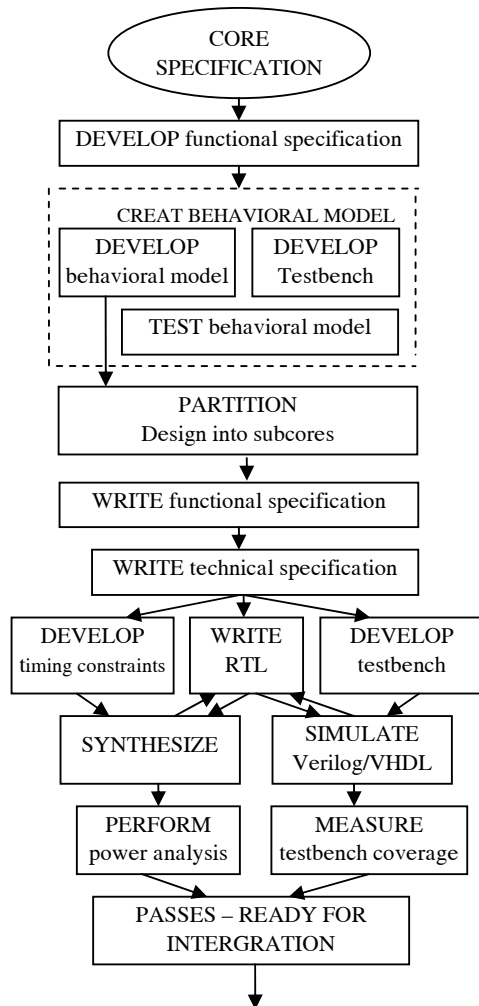 CORE
SPECIFICATION
DEVELOP functional specification
CREAT BEHAVIORAL MODEL
DEVELOP
behavioral model
DEVELOP
Testbench
TEST behavioral model
PARTITION
Design into subcores
WRITE functional specification
WRITE technical specification
DEVELOP
timing constraints
WRITE
RTL
DEVELOP
testbench
SYNTHESIZE
SIMULATE
Verilog/VHDL
PERFORM
power analysis
MEASURE
testbench coverage
PASSES – READY FOR
INTERGRATION